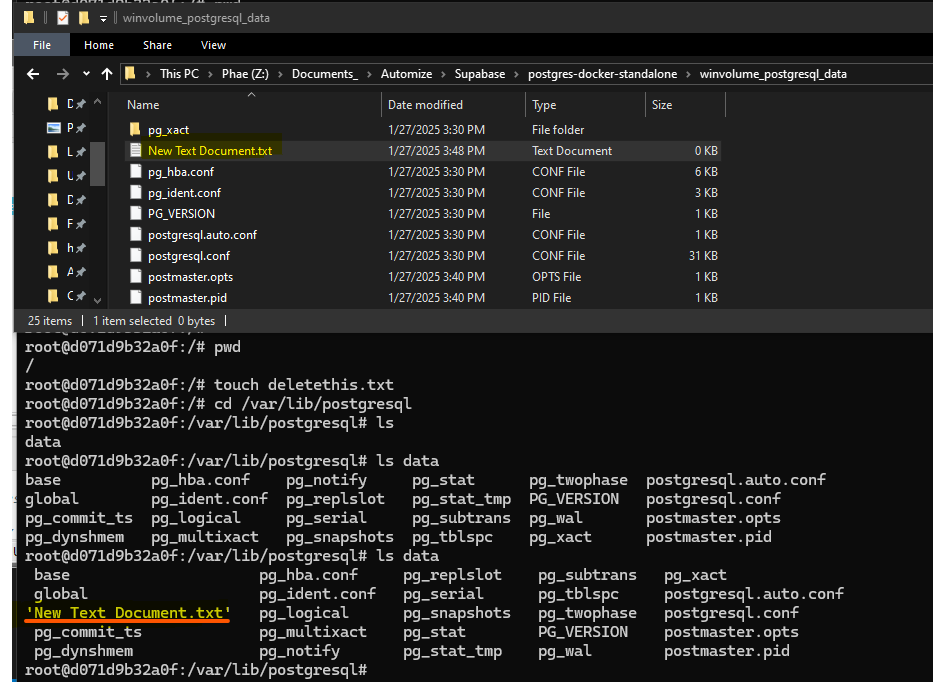 winvolume_postgresql_data
File Home Share View
This PC > Phae (Z:) > Documents_ > Automize > Supabase > postgres-docker-standalone > winvolume_postgresql_data
Name Date modified Type Size
D pg_xact 1/27/2025 3:30 PM File folder
P New Text Document.txt 1/27/2025 3:48 PM Text Document 0 KB
L pg_hba.conf 1/27/2025 3:30 PM CONF File 6 KB
U pg_ident.conf 1/27/2025 3:30 PM CONF File 3 KB
D PG_VERSION 1/27/2025 3:30 PM File 1 KB
F postgresql.auto.conf 1/27/2025 3:30 PM CONF File 1 KB
h postgresql.conf 1/27/2025 3:30 PM CONF File 31 KB
A postmaster.opts 1/27/2025 3:40 PM OPTS File 1 KB
C postmaster.pid 1/27/2025 3:40 PM PID File 1 KB
25 items | 1 item selected 0 bytes |
root@d071d9b32a0f:/# pwd
/
root@d071d9b32a0f:/# touch deletethis.txt
root@d071d9b32a0f:/# cd /var/lib/postgresql
root@d071d9b32a0f:/var/lib/postgresql# ls
data
root@d071d9b32a0f:/var/lib/postgresql# ls data
base pg_hba.conf pg_notify pg_stat pg_twophase postgresql.auto.conf
global pg_ident.conf pg_replslot pg_stat_tmp PG_VERSION postgresql.conf
pg_commit_ts pg_logical pg_serial pg_subtrans pg_wal postmaster.opts
pg_dynshmem pg_multixact pg_snapshots pg_tblspc pg_xact postmaster.pid
root@d071d9b32a0f:/var/lib/postgresql# ls data
base pg_hba.conf pg_replslot pg_subtrans pg_xact
global pg_ident.conf pg_serial pg_tblspc postgresql.auto.conf
'New Text Document.txt' pg_logical pg_snapshots pg_twophase postgresql.conf
pg_commit_ts pg_multixact pg_stat PG_VERSION postmaster.opts
pg_dynshmem pg_notify pg_stat_tmp pg_wal postmaster.pid
root@d071d9b32a0f:/var/lib/postgresql#